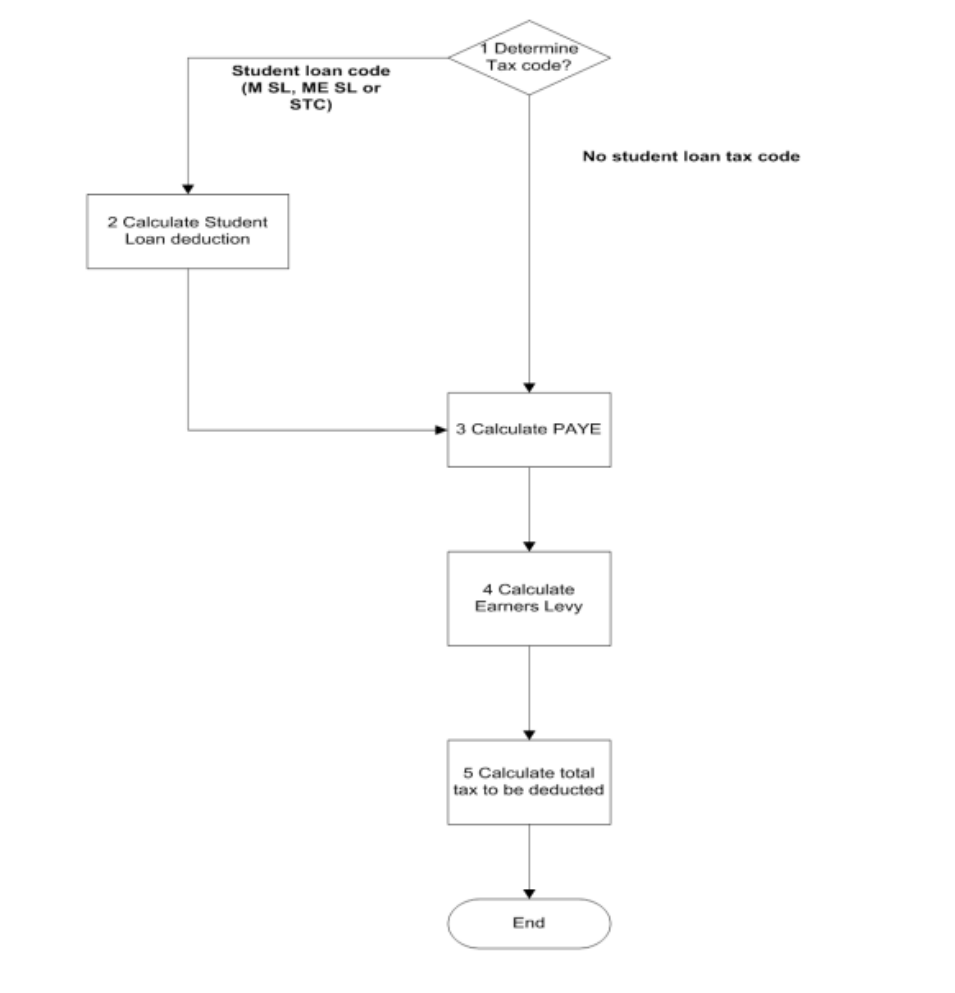 1 Determine
Tax code?
Student loan code
(M SL, ME SL or
STC)
No student loan tax code
2 Calculate Student
Loan deduction
3 Calculate PAYE
4 Calculate
Earners Levy
5 Calculate total
tax to be deducted
End